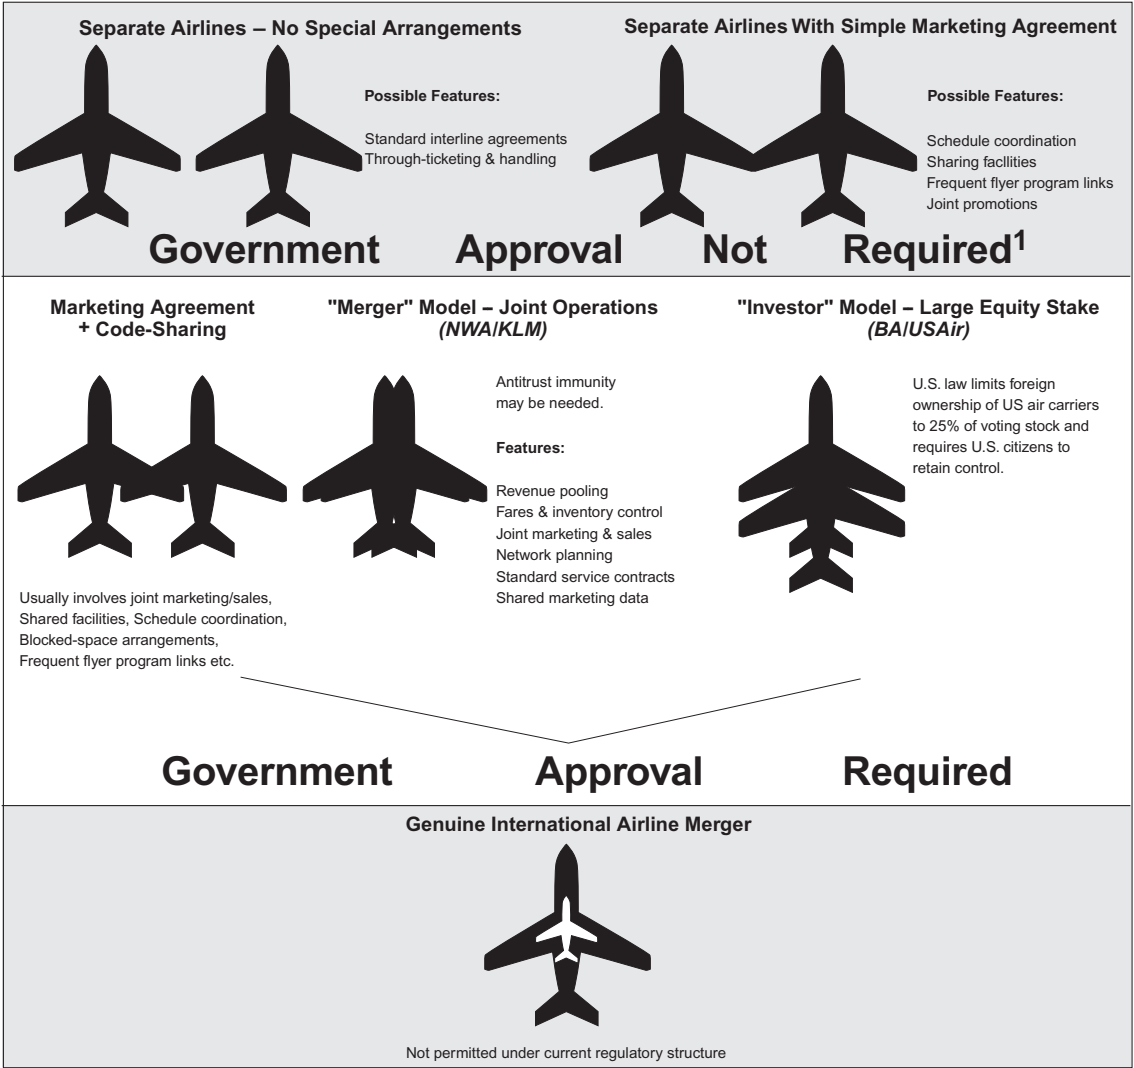 Separate Airlines – No Special Arrangements
Possible Features:
Standard interline agreements
Through-ticketing & handling
Separate Airlines With Simple Marketing Agreement
Possible Features:
Schedule coordination
Sharing facllities
Frequent flyer program links
Joint promotions
Government Approval Not Required1
Marketing Agreement
+ Code-Sharing
Usually involves joint marketing/sales,
Shared facilities, Schedule coordination,
Blocked-space arrangements,
Frequent flyer program links etc.
"Merger" Model – Joint Operations
(NWA/KLM)
Antitrust immunity
may be needed.
Features:
Revenue pooling
Fares & inventory control
Joint marketing & sales
Network planning
Standard service contracts
Shared marketing data
"Investor" Model – Large Equity Stake
(BA/USAir)
U.S. law limits foreign
ownership of US air carriers
to 25% of voting stock and
requires U.S. citizens to
retain control.
Government Approval Required
Genuine International Airline Merger
Not permitted under current regulatory structure